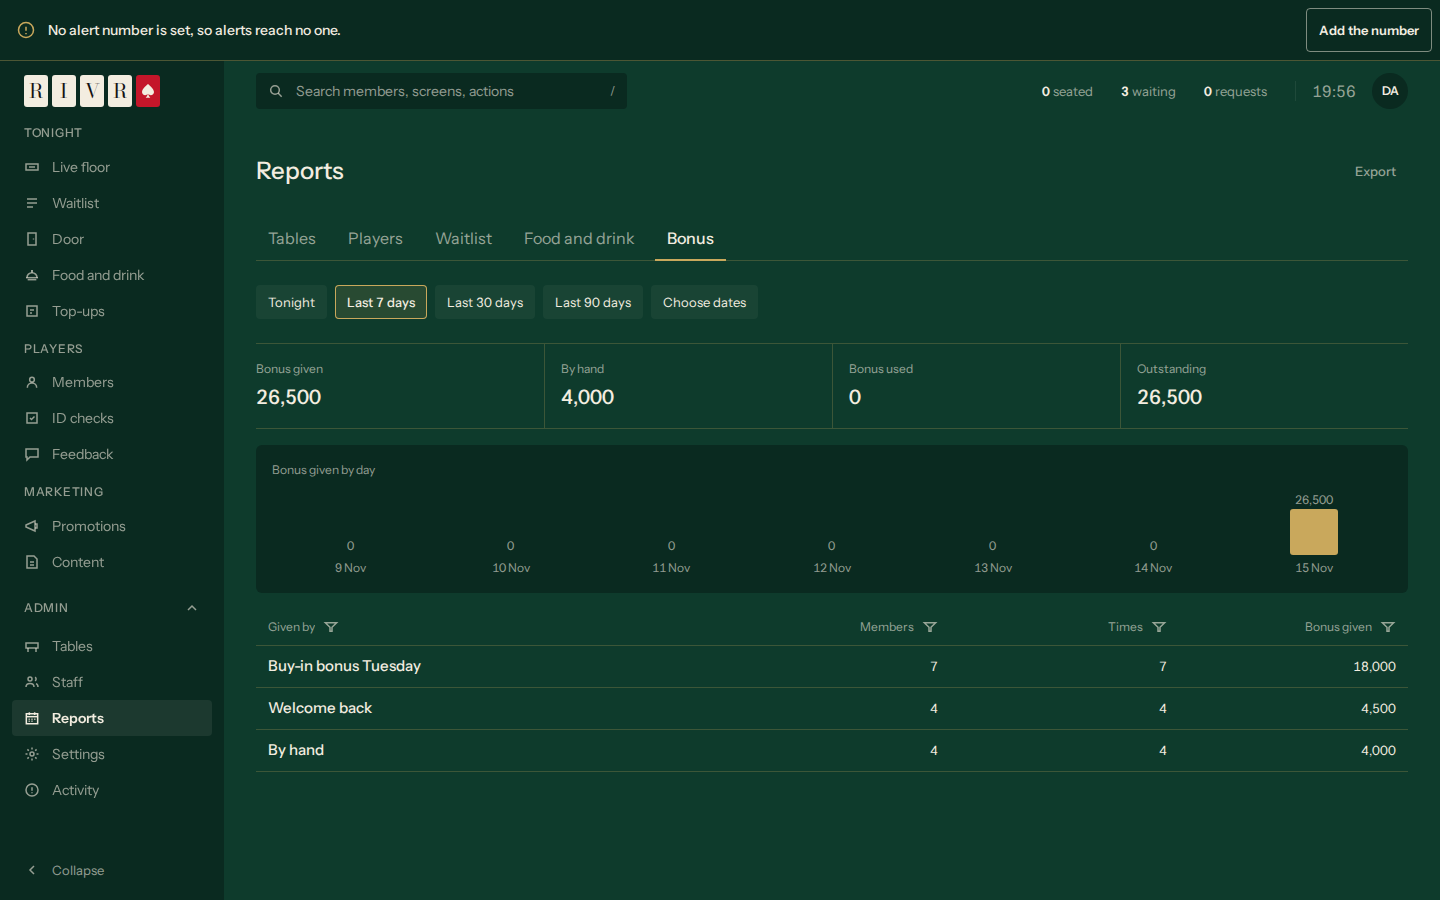 No alert number is set, so alerts reach no one.
Add the number
RIVR
Search members, screens, actions /
0 seated 3 waiting 0 requests 19:56 DA
TONIGHT
Live floor
Waitlist
Door
Food and drink
Top-ups
PLAYERS
Members
ID checks
Feedback
MARKETING
Promotions
Content
ADMIN
Tables
Staff
Reports
Settings
Activity
Collapse
Reports
Export
Tables Players Waitlist Food and drink Bonus
Tonight Last 7 days Last 30 days Last 90 days Choose dates
Bonus given By hand Bonus used Outstanding
26,500 4,000 0 26,500
Bonus given by day
26,500
0 0 0 0 0 0
9 Nov 10 Nov 11 Nov 12 Nov 13 Nov 14 Nov 15 Nov
Given by Members Times Bonus given
Buy-in bonus Tuesday 7 7 18,000
Welcome back 4 4 4,500
By hand 4 4 4,000